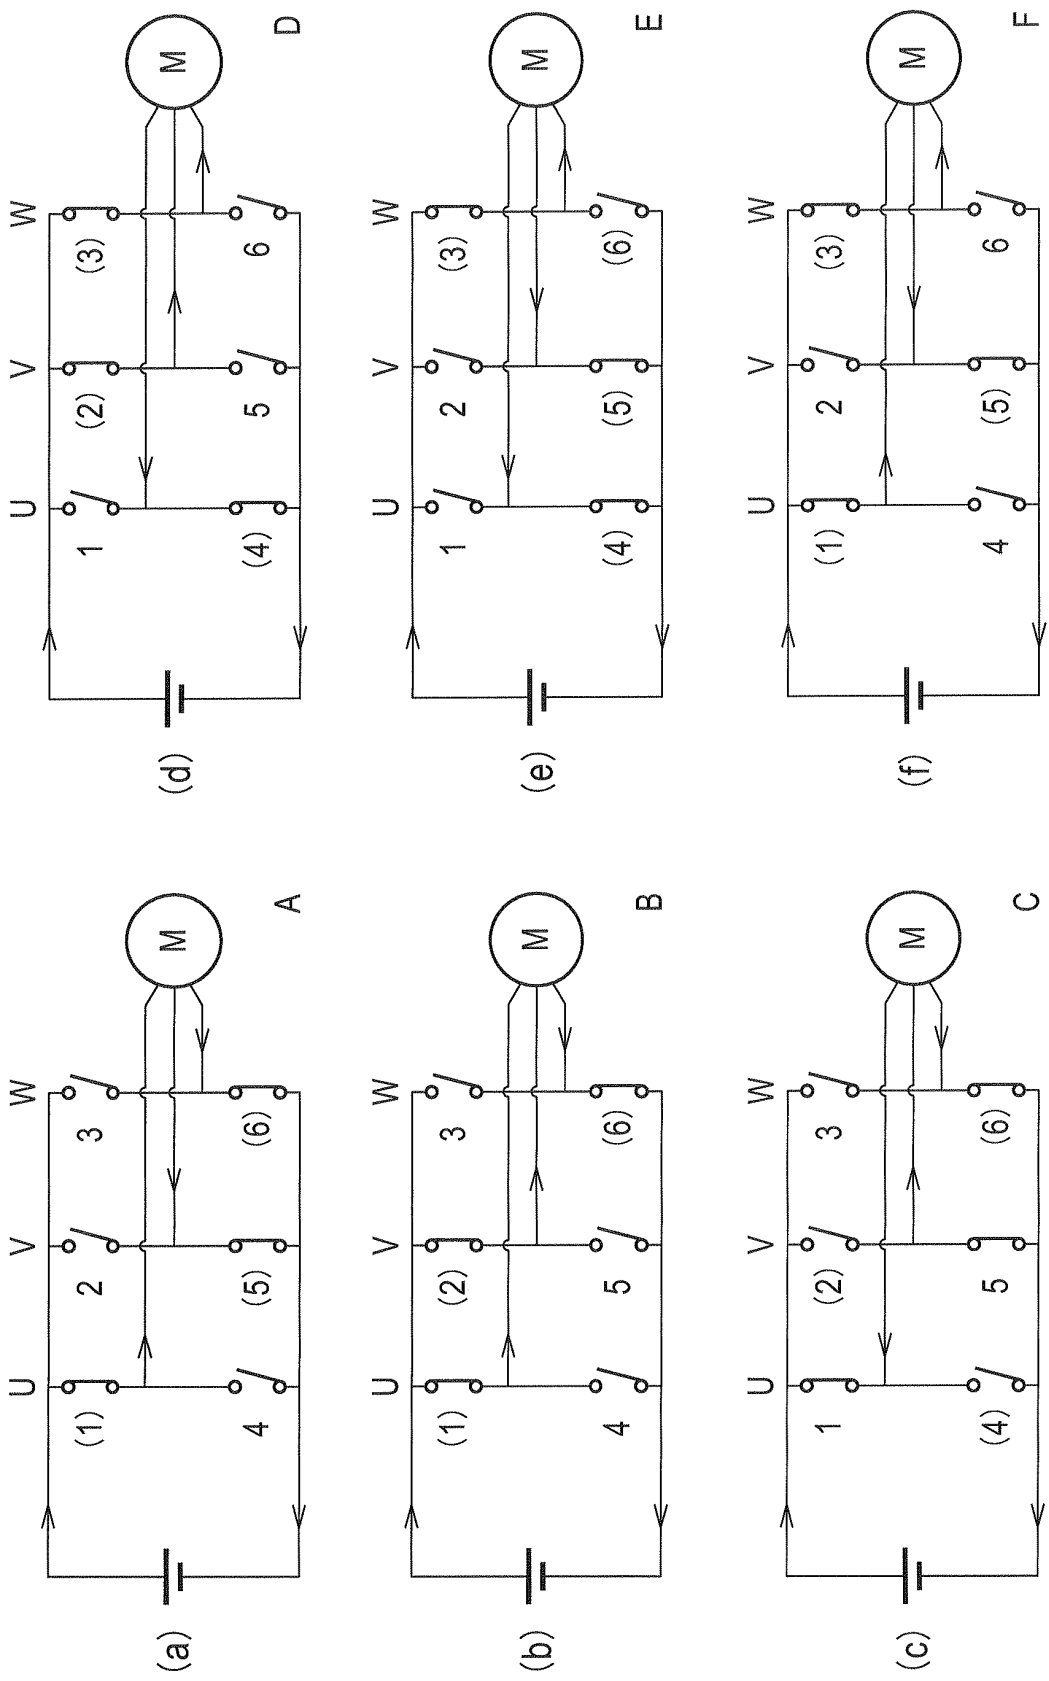 (a)
U V W
(1) 2 3
M
4 (5) (6)
A
(b)
U V W
(1) (2) 3
M
4 5 (6)
B
(c)
U V W
1 (2) 3
M
(4) 5 (6)
C
(d)
U V W
1 (2) (3)
M
(4) 5 6
D
(e)
U V W
1 2 (3)
M
(4) (5) (6)
E
(f)
U V W
(1) 2 (3)
M
4 (5) 6
F